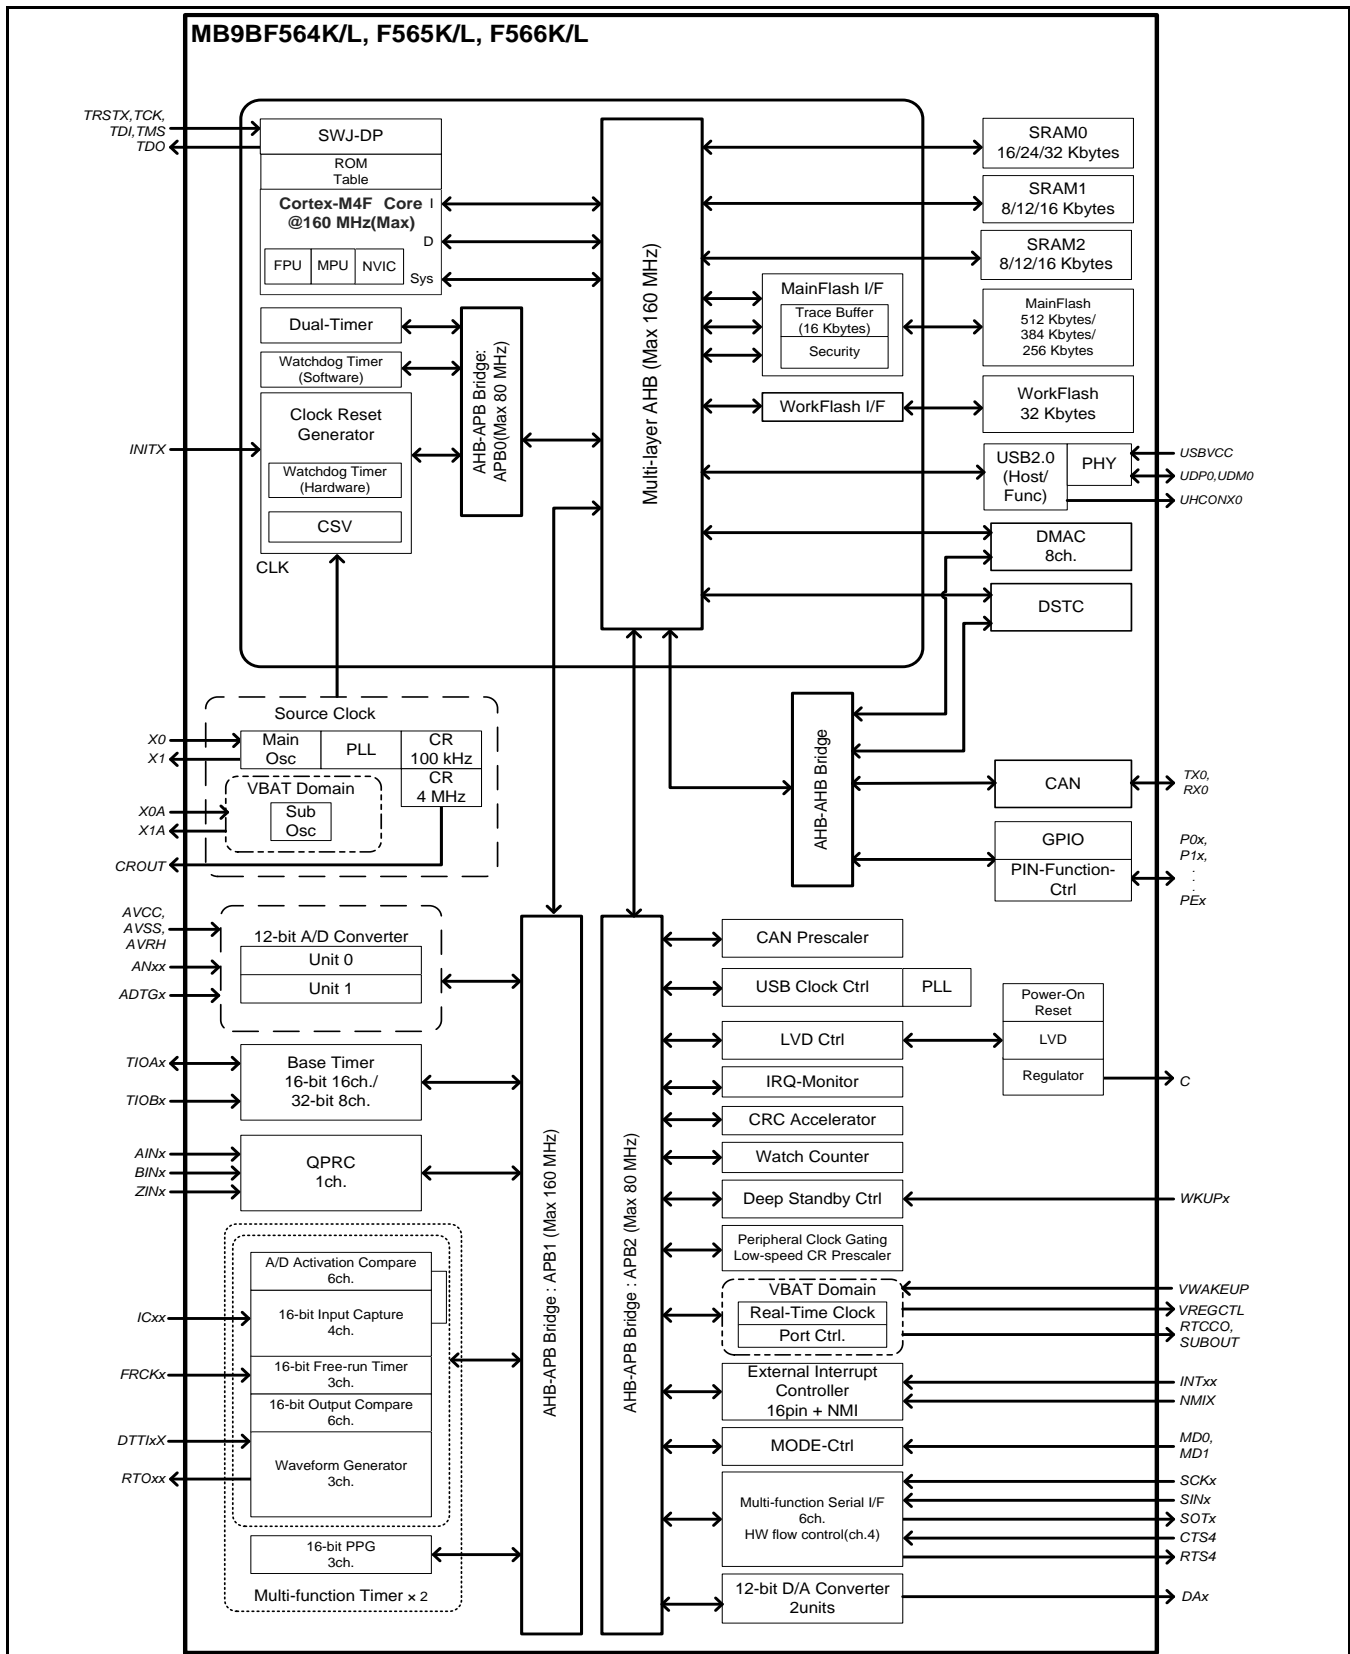 MB9BF564K/L, F565K/L, F566K/L
TRSTX,TCK,
TDI,TMS
TDO
SWJ-DP
ROM
Table
Cortex-M4F Core
@160 MHz(Max)
I
D
Sys
FPU
MPU
NVIC
Dual-Timer
Watchdog Timer
(Software)
Clock Reset
Generator
Watchdog Timer
(Hardware)
CSV
CLK
INITX
AHB-APB Bridge:
APB0(Max 80 MHz)
Multi-layer AHB (Max 160 MHz)
SRAM0
16/24/32 Kbytes
SRAM1
8/12/16 Kbytes
SRAM2
8/12/16 Kbytes
MainFlash I/F
Trace Buffer
(16 Kbytes)
Security
MainFlash
512 Kbytes/
384 Kbytes/
256 Kbytes
WorkFlash I/F
WorkFlash
32 Kbytes
USB2.0
(Host/
Func)
PHY
USBVCC
UDP0,UDM0
UHCONX0
DMAC
8ch.
DSTC
Source Clock
X0
X1
Main
Osc
PLL
CR
100 kHz
CR
4 MHz
VBAT Domain
Sub
Osc
X0A
X1A
CROUT
AHB-AHB Bridge
CAN
TX0,
RX0
GPIO
PIN-Function-
Ctrl
P0x,
P1x,
.
.
PEx
AVCC,
AVSS,
AVRH
ANxx
ADTGx
12-bit A/D Converter
Unit 0
Unit 1
TIOAx
TIOBx
Base Timer
16-bit 16ch./
32-bit 8ch.
AINx
BINx
ZINx
QPRC
1ch.
A/D Activation Compare
6ch.
ICxx
16-bit Input Capture
4ch.
FRCKx
16-bit Free-run Timer
3ch.
16-bit Output Compare
6ch.
DTTIxX
RTOxx
Waveform Generator
3ch.
16-bit PPG
3ch.
Multi-function Timer × 2
AHB-APB Bridge : APB1 (Max 160 MHz)
AHB-APB Bridge : APB2 (Max 80 MHz)
CAN Prescaler
USB Clock Ctrl
PLL
LVD Ctrl
Power-On
Reset
LVD
Regulator
C
IRQ-Monitor
CRC Accelerator
Watch Counter
Deep Standby Ctrl
WKUPx
Peripheral Clock Gating
Low-speed CR Prescaler
VBAT Domain
Real-Time Clock
Port Ctrl.
VWAKEUP
VREGCTL
RTCCO,
SUBOUT
External Interrupt
Controller
16pin + NMI
INTxx
NMIX
MODE-Ctrl
MD0,
MD1
Multi-function Serial I/F
6ch.
HW flow control(ch.4)
SCKx
SINx
SOTx
CTS4
RTS4
12-bit D/A Converter
2units
DAx